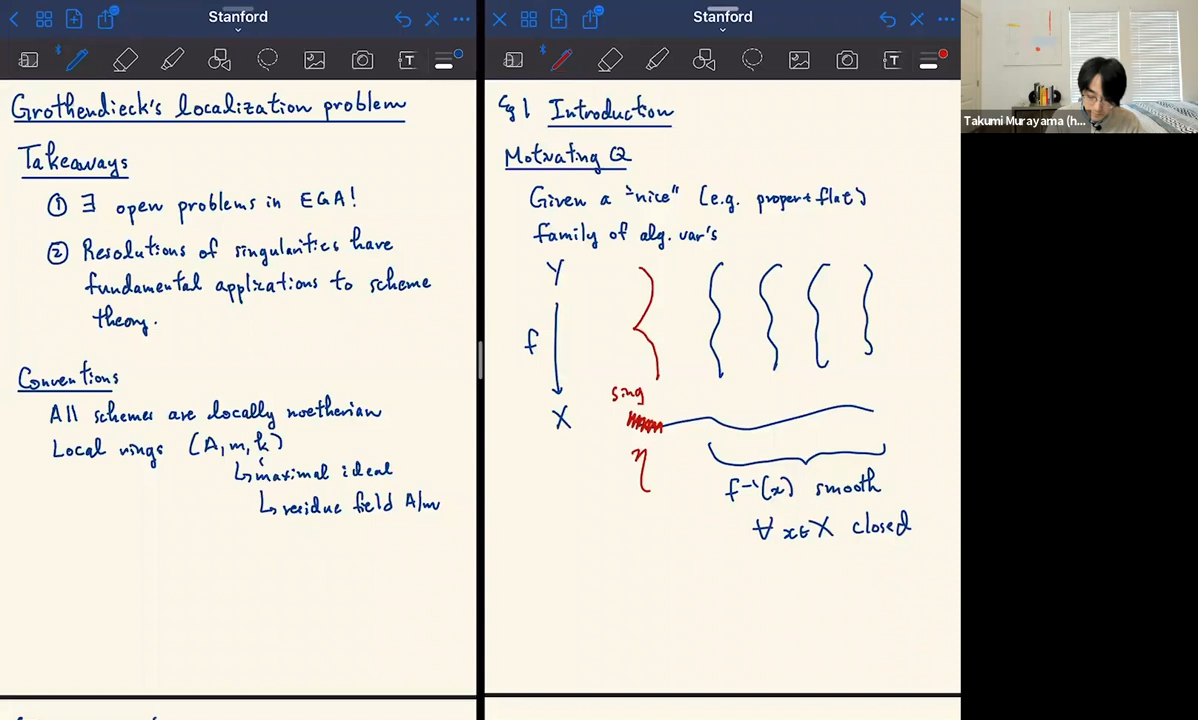 Stanford
Grothendieck's localization problem
Takeaways
① ∃ open problems in EGA!
② Resolutions of singularities have
fundamental applications to scheme
theory.
Conventions
All schemes are locally noetherian
Local rings (A, m, k)
↳ maximal ideal
↳ residue field A/m
Stanford
§1 Introduction
Motivating Q
Given a "nice" (e.g. proper + flat)
family of alg. var's
Y
f
sing
X
η
f⁻¹(x) smooth
∀ x∈X closed
Takumi Murayama (h...